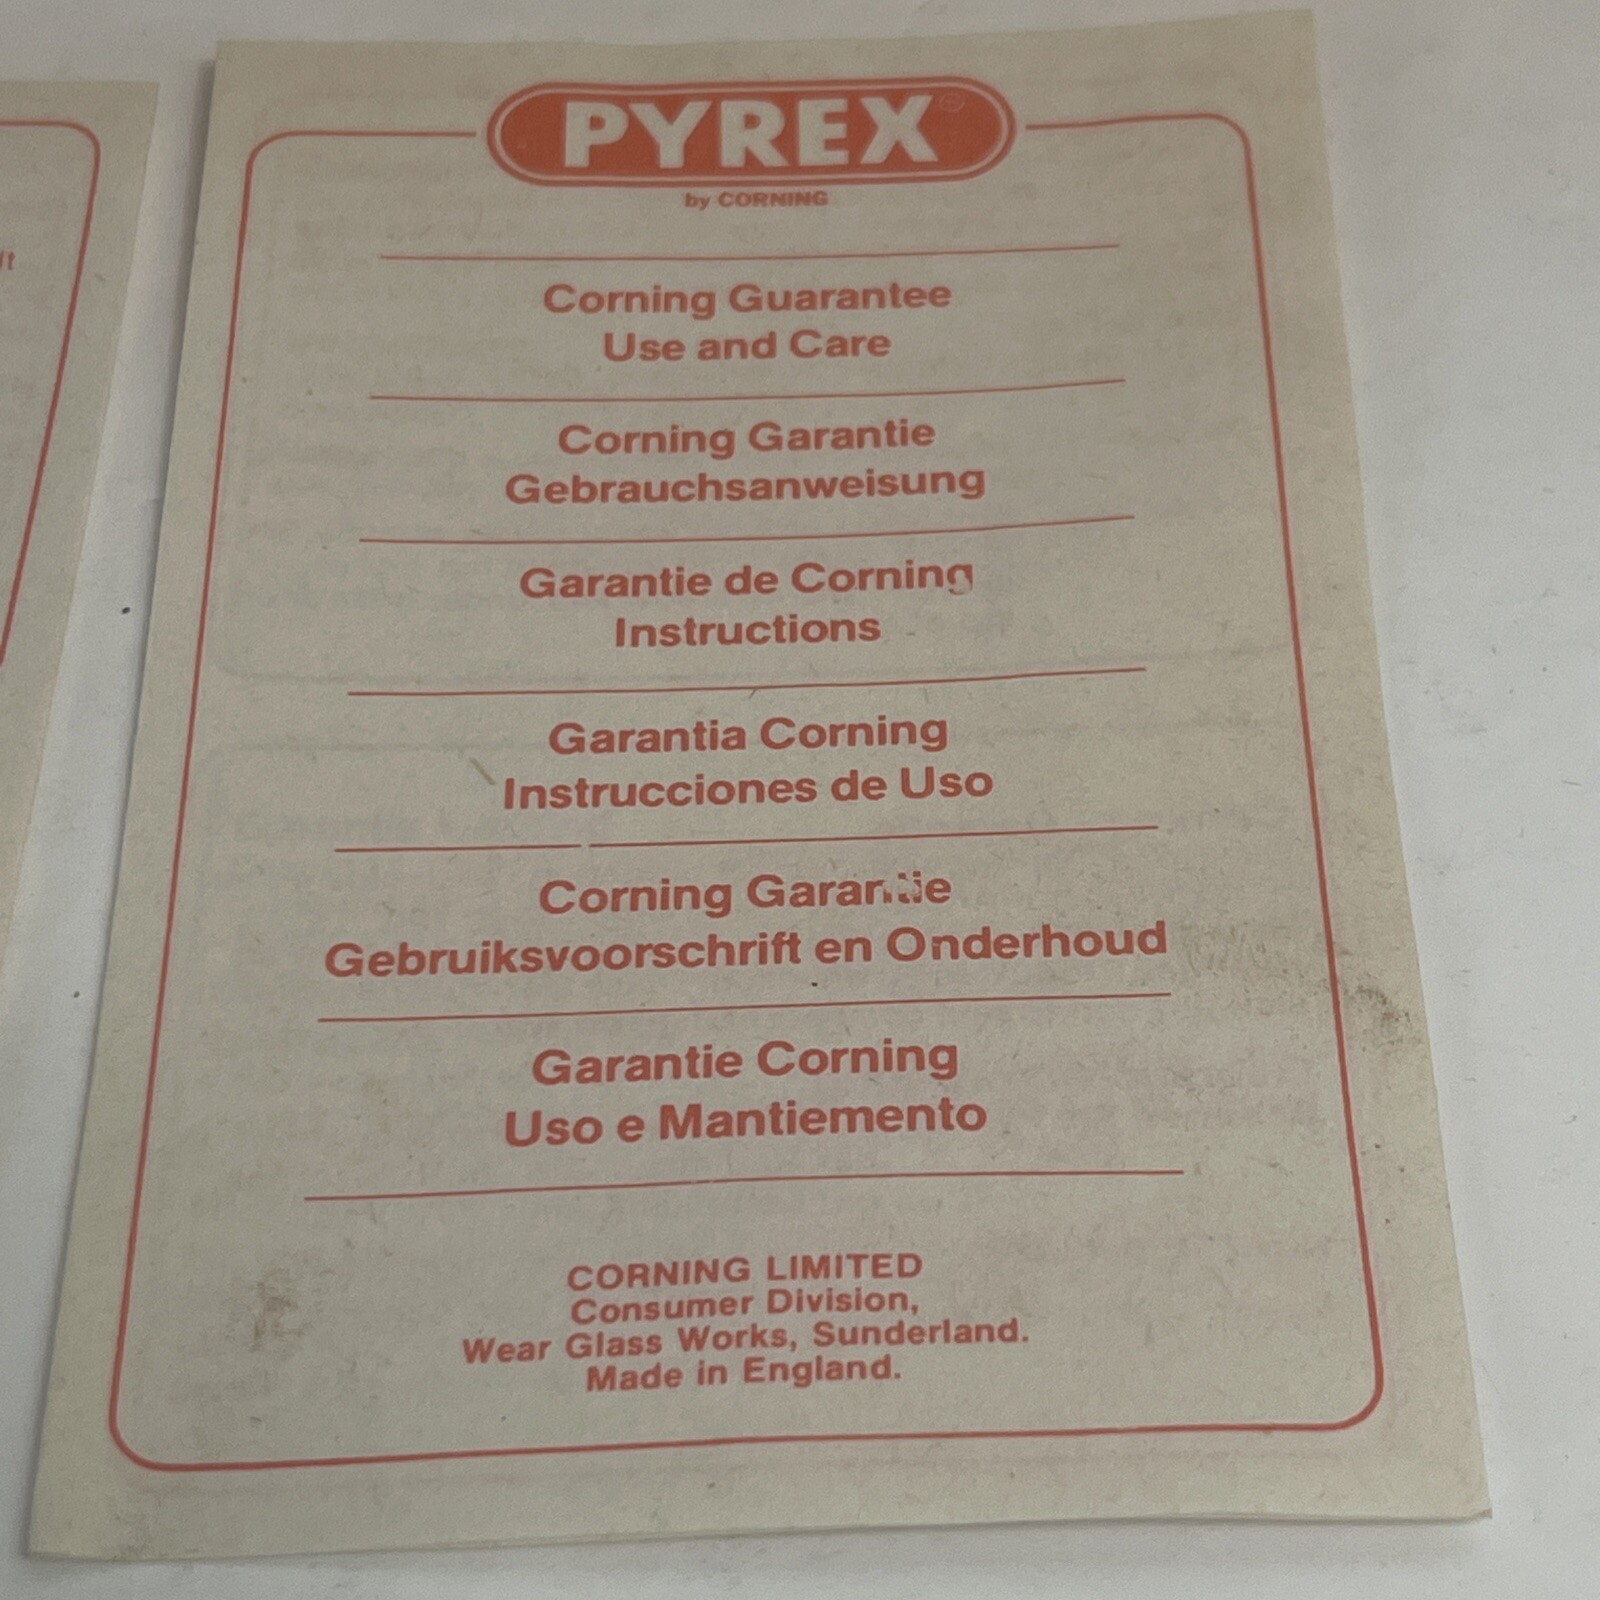 PYREX®
by CORNING
Corning Guarantee
Use and Care
Corning Garantie
Gebrauchsanweisung
Garantie de Corning
Instructions
Garantia Corning
Instrucciones de Uso
Corning Garantie
Gebruiksvoorschrift en Onderhoud
Garantie Corning
Uso e Mantiemento
CORNING LIMITED
Consumer Division,
Wear Glass Works, Sunderland.
Made in England.